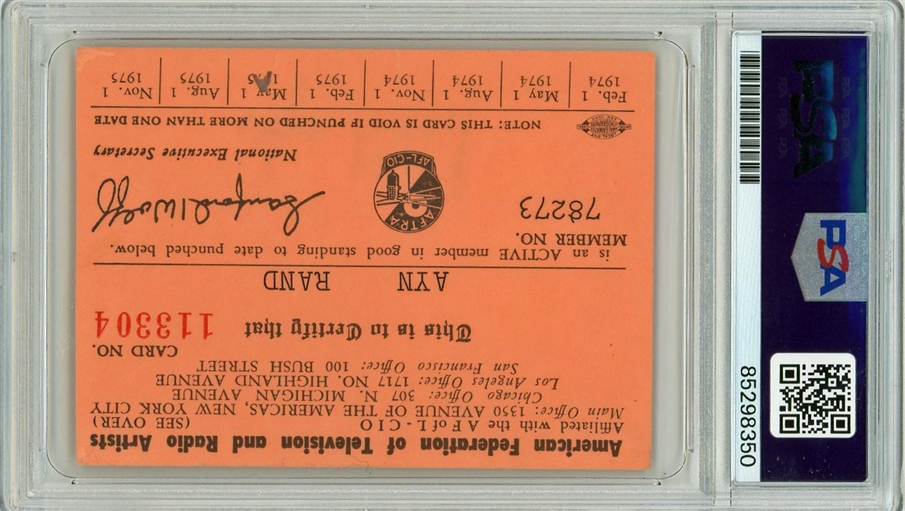 American Federation of Television and Radio Artists
Affiliated with the A F of L - C I O (SEE OVER)
Main Office: 1350 AVENUE OF THE AMERICAS, NEW YORK CITY
Chicago Office: 307 N. MICHIGAN AVENUE
Los Angeles Office: 1717 NO. HIGHLAND AVENUE
San Francisco Office: 100 BUSH STREET
CARD NO.
This is to Certify that 113304
AYN RAND
is an ACTIVE member in good standing to date punched below.
MEMBER NO.
78273
AFTRA
AFL-CIO
Sanford I Wolff
National Executive Secretary
NOTE: THIS CARD IS VOID IF PUNCHED ON MORE THAN ONE DATE
Feb. 1 1974 May 1 1974 Aug. 1 1974 Nov. 1 1974 Feb. 1 1975 May 1 Aug. 1 1975 Nov. 1 1975
PSA
PSA
85298350